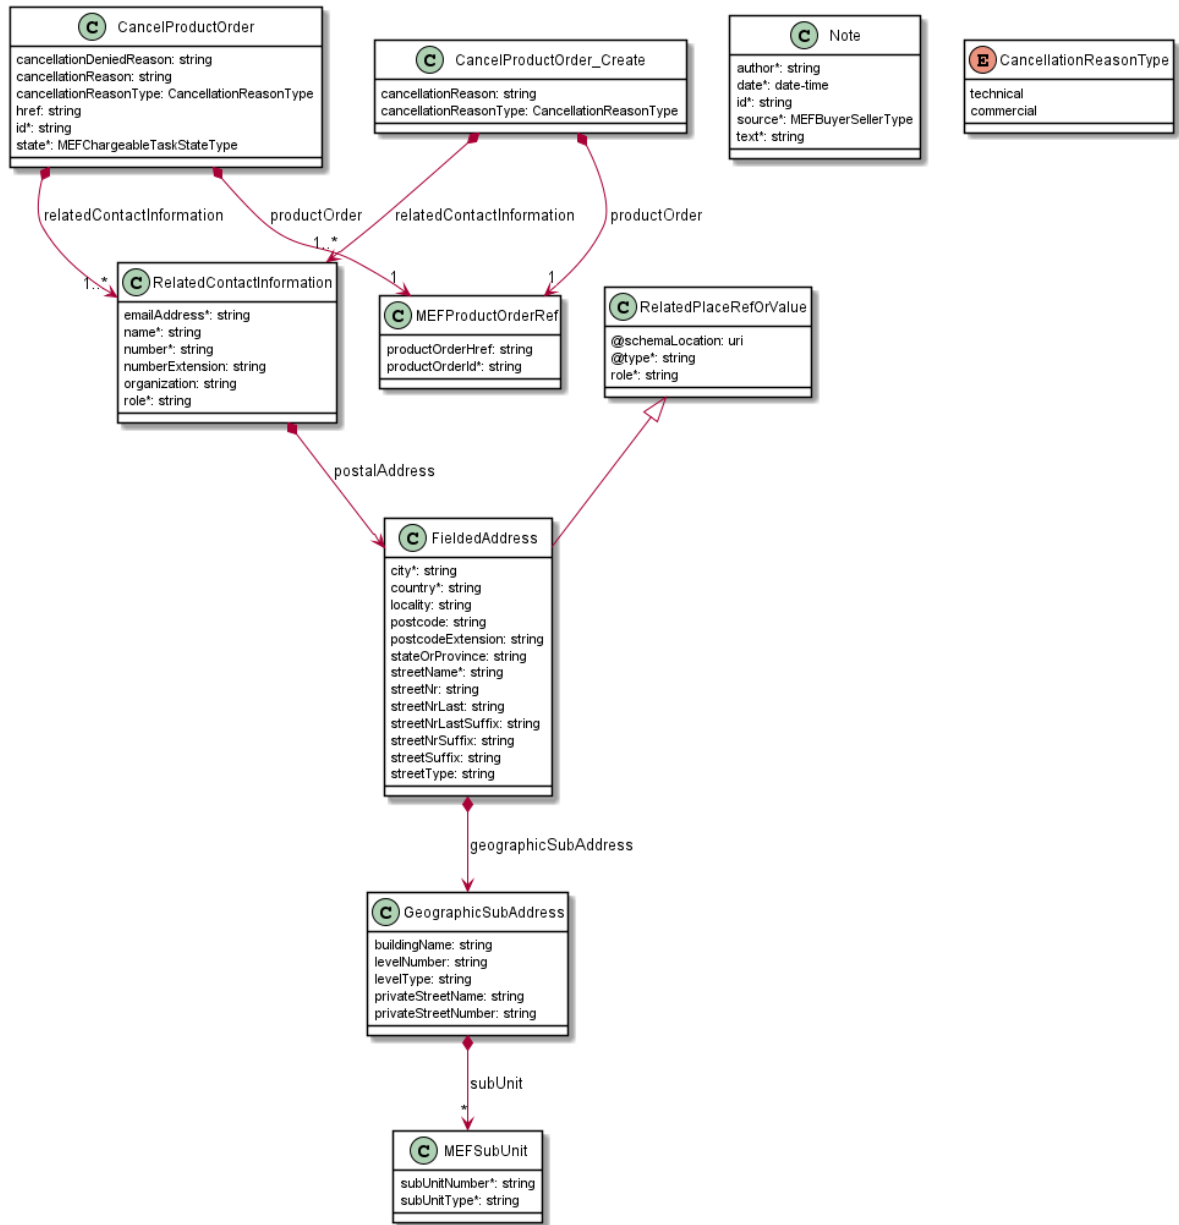 C CancelProductOrder
cancellationDeniedReason: string
cancellationReason: string
cancellationReasonType: CancellationReasonType
href: string
id*: string
state*: MEFChargeableTaskStateType
C CancelProductOrder_Create
cancellationReason: string
cancellationReasonType: CancellationReasonType
C Note
author*: string
date*: date-time
id*: string
source*: MEFBuyerSellerType
text*: string
E CancellationReasonType
technical
commercial
relatedContactInformation
productOrder
relatedContactInformation
productOrder
1..*
1..*
1
1
C RelatedContactInformation
emailAddress*: string
name*: string
number*: string
numberExtension: string
organization: string
role*: string
C MEFProductOrderRef
productOrderHref: string
productOrderId*: string
C RelatedPlaceRefOrValue
@schemaLocation: uri
@type*: string
role*: string
postalAddress
C FieldedAddress
city*: string
country*: string
locality: string
postcode: string
postcodeExtension: string
stateOrProvince: string
streetName*: string
streetNr: string
streetNrLast: string
streetNrLastSuffix: string
streetNrSuffix: string
streetSuffix: string
streetType: string
geographicSubAddress
C GeographicSubAddress
buildingName: string
levelNumber: string
levelType: string
privateStreetName: string
privateStreetNumber: string
subUnit
*
C MEFSubUnit
subUnitNumber*: string
subUnitType*: string